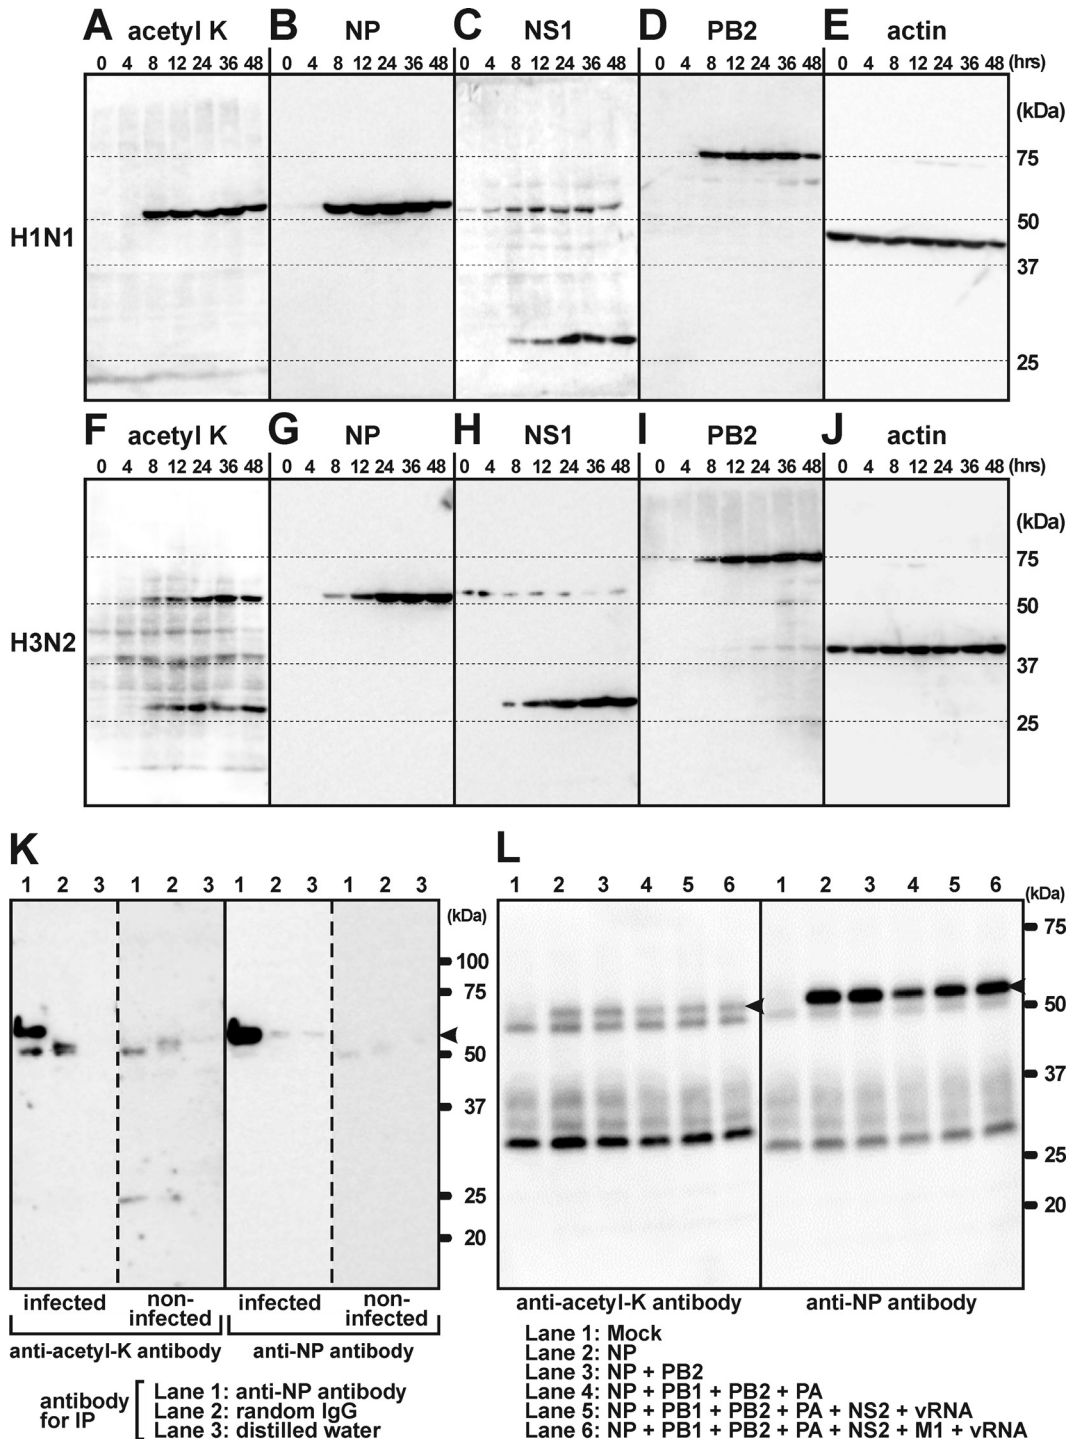 A acetyl K B NP C NS1 D PB2 E actin
0 4 8 12 24 36 48 0 4 8 12 24 36 48 0 4 8 12 24 36 48 0 4 8 12 24 36 48 0 4 8 12 24 36 48 (hrs)
(kDa)
75
50
H1N1
37
25
F acetyl K G NP H NS1 I PB2 J actin
0 4 8 12 24 36 48 0 4 8 12 24 36 48 0 4 8 12 24 36 48 0 4 8 12 24 36 48 0 4 8 12 24 36 48 (hrs)
(kDa)
75
50
H3N2
37
25
K
1 2 3 1 2 3 1 2 3 1 2 3
(kDa)
100
75
50
37
25
20
infected non-infected infected non-infected
anti-acetyl-K antibody anti-NP antibody
antibody for IP
Lane 1: anti-NP antibody
Lane 2: random IgG
Lane 3: distilled water
L
1 2 3 4 5 6 1 2 3 4 5 6
(kDa)
75
50
37
25
20
anti-acetyl-K antibody anti-NP antibody
Lane 1: Mock
Lane 2: NP
Lane 3: NP + PB2
Lane 4: NP + PB1 + PB2 + PA
Lane 5: NP + PB1 + PB2 + PA + NS2 + vRNA
Lane 6: NP + PB1 + PB2 + PA + NS2 + M1 + vRNA